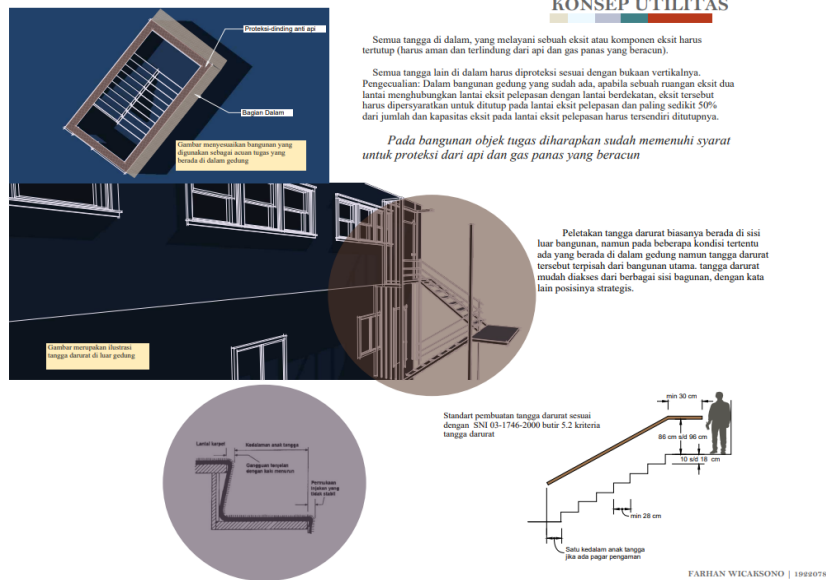 KONSEP UTILITAS
Proteksi-dinding anti api
Bagian Dalam
Gambar menyesuaikan bangunan yang
digunakan sebagai acuan tugas yang
berada di dalam gedung
Semua tangga di dalam, yang melayani sebuah eksit atau komponen eksit harus
tertutup (harus aman dan terlindung dari api dan gas panas yang beracun).
Semua tangga lain di dalam harus diproteksi sesuai dengan bukaan vertikalnya.
Pengecualian: Dalam bangunan gedung yang sudah ada, apabila sebuah ruangan eksit dua
lantai menghubungkan lantai eksit pelepasan dengan lantai berdekatan, eksit tersebut
harus dipersyaratkan untuk ditutup pada lantai eksit pelepasan dan paling sedikit 50%
dari jumlah dan kapasitas eksit pada lantai eksit pelepasan harus tersendiri ditutupnya.
Pada bangunan objek tugas diharapkan sudah memenuhi syarat
untuk proteksi dari api dan gas panas yang beracun
Peletakan tangga darurat biasanya berada di sisi
luar bangunan, namun pada beberapa kondisi tertentu
ada yang berada di dalam gedung namun tangga darurat
tersebut terpisah dari bangunan utama. tangga darurat
mudah diakses dari berbagai sisi bagunan, dengan kata
lain posisinya strategis.
Gambar merupakan ilustrasi
tangga darurat di luar gedung
Lantai karpet
Kedalaman anak tangga
Gangguan tanjakan
dengan laju menurun
Permukaan
injakan yang
tidak stabil
Standart pembuatan tangga darurat sesuai
dengan SNI 03-1746-2000 butir 5.2 kriteria
tangga darurat
min 30 cm
86 cm s/d 96 cm
10 s/d 18 cm
min 28 cm
Satu kedalam anak tangga
jika ada pagar pengaman
FARHAN WICAKSONO | 1922078